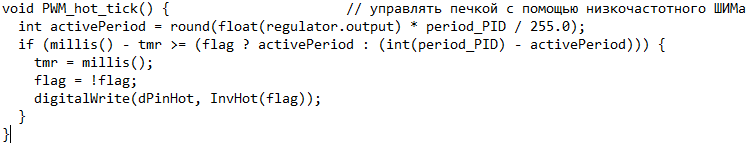 void PWM_hot_tick() {                      // управлять печкой с помощью низкочастотного ШИМа
  int activePeriod = round(float(regulator.output) * period_PID / 255.0);
  if (millis() - tmr >= (flag ? activePeriod : (int(period_PID) - activePeriod))) {
    tmr = millis();
    flag = !flag;
    digitalWrite(dPinHot, InvHot(flag));
  }
}